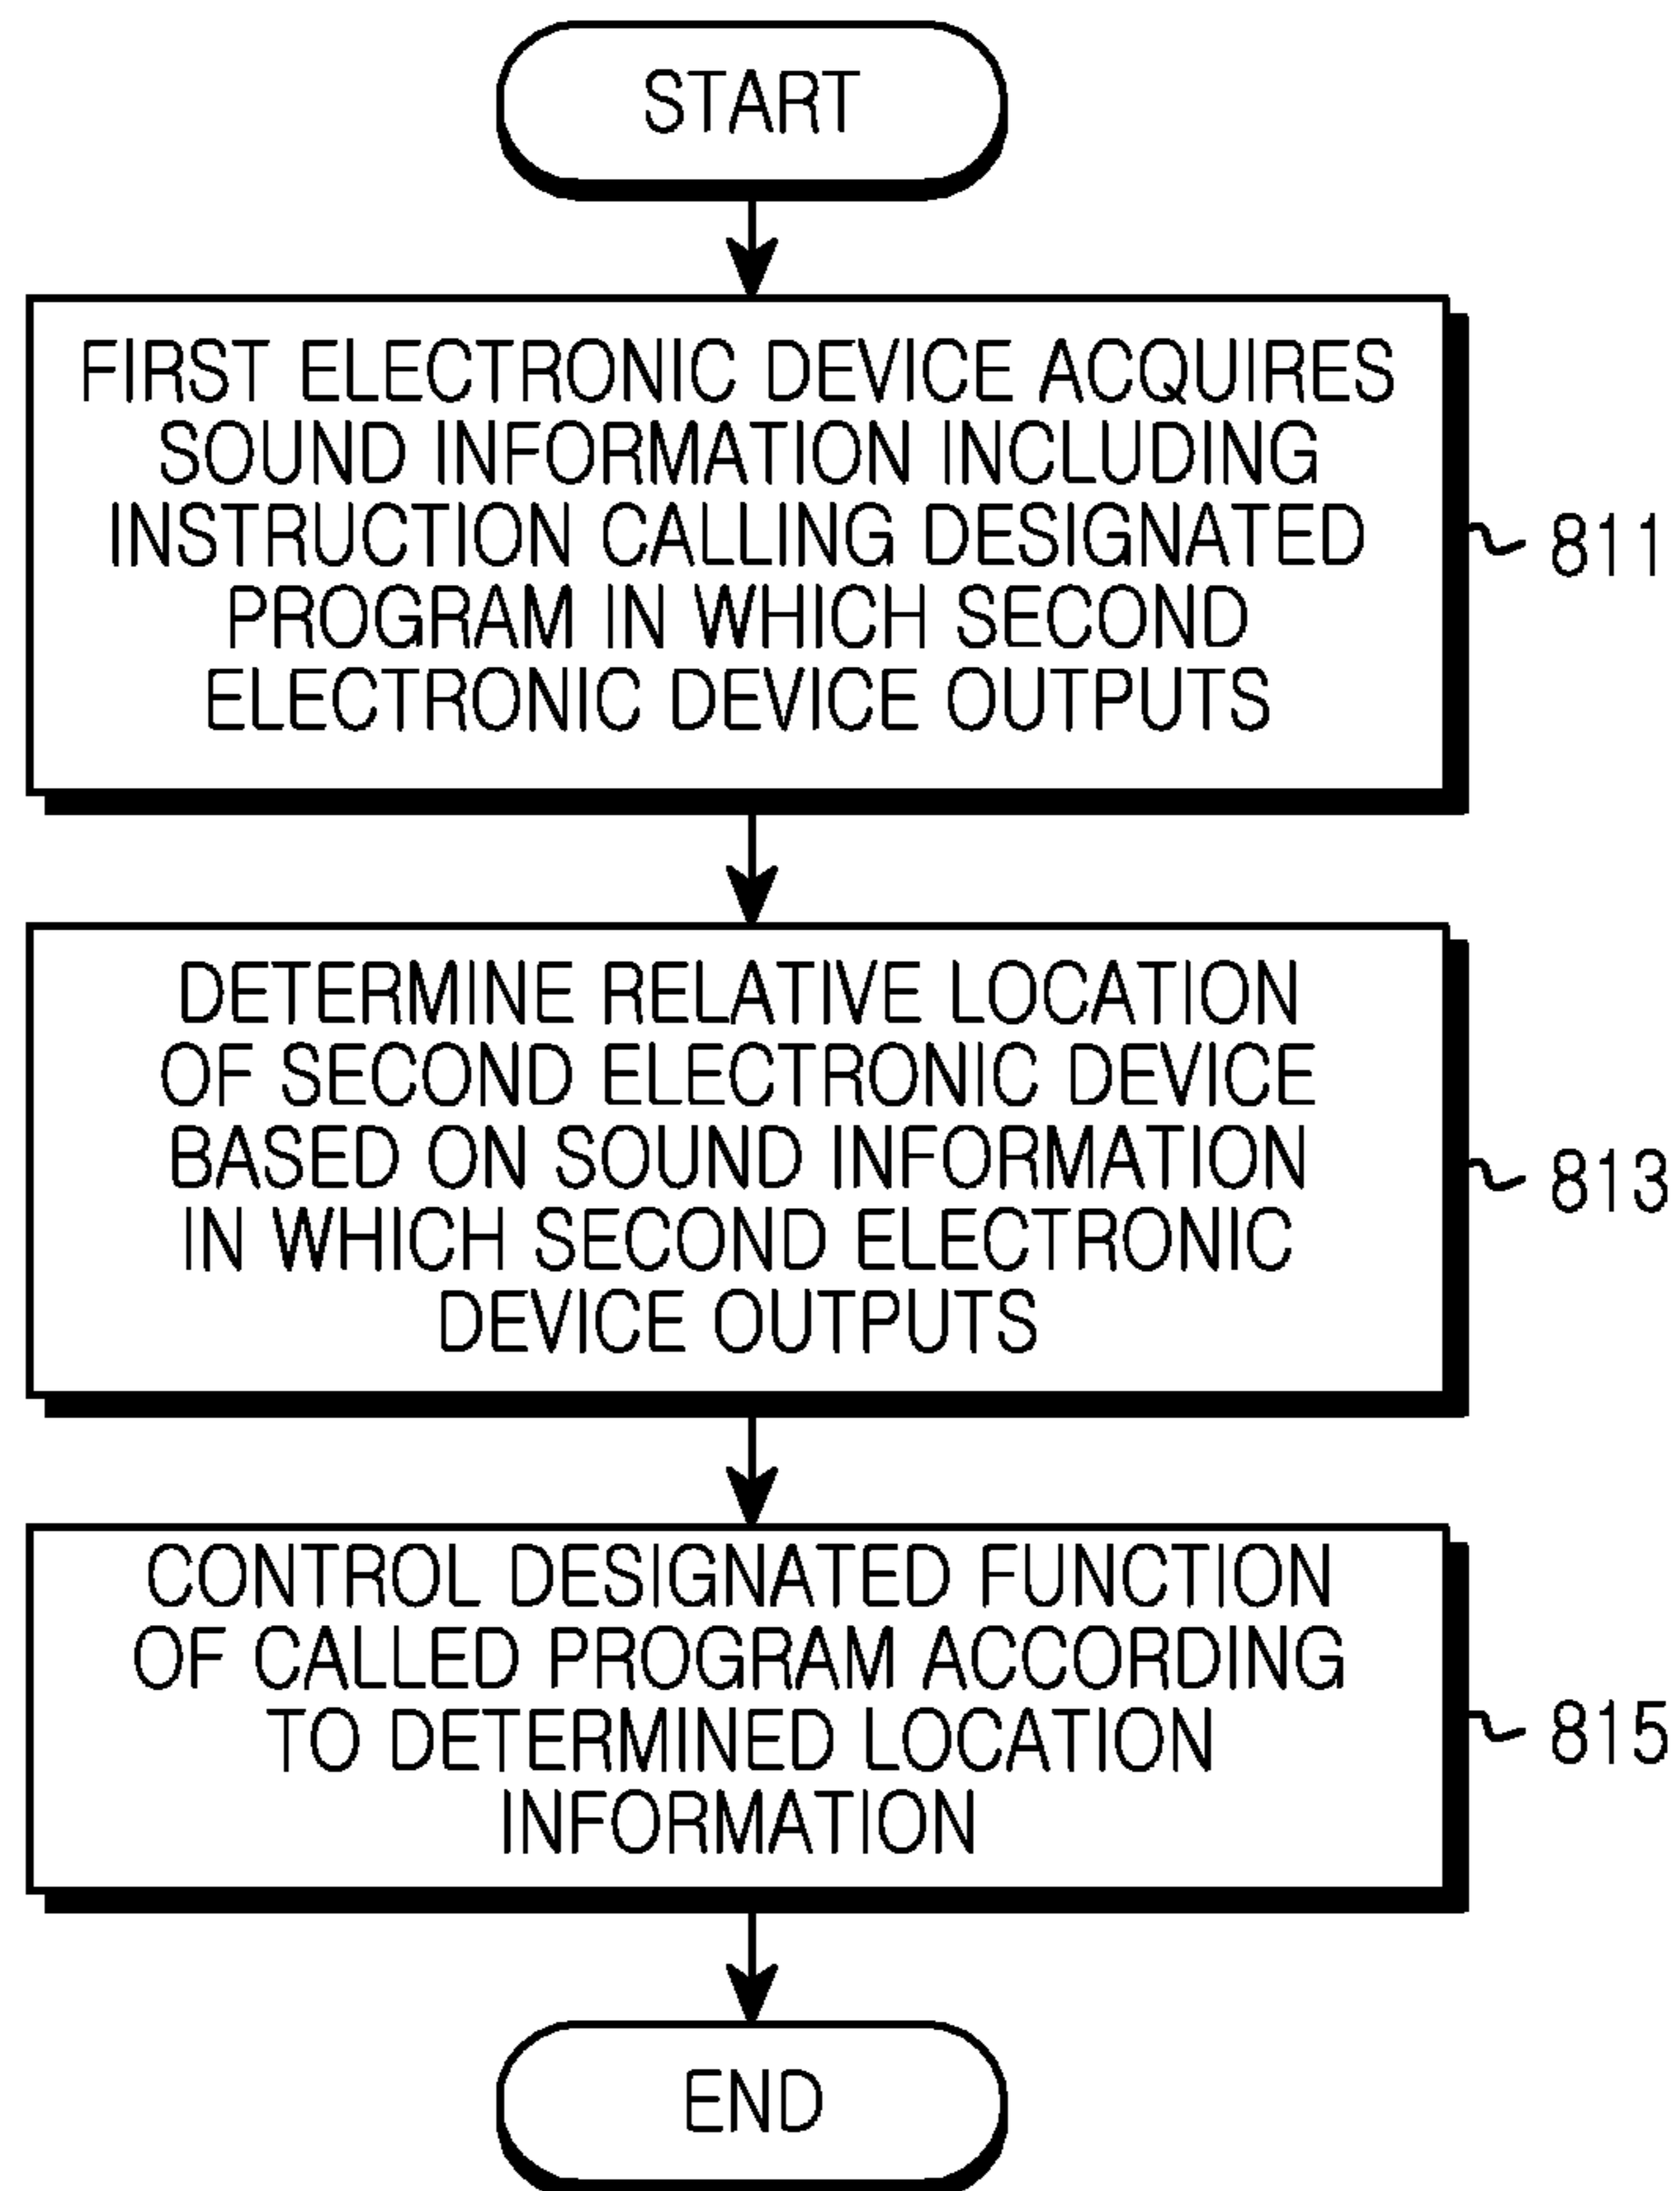 START
FIRST ELECTRONIC DEVICE ACQUIRES
SOUND INFORMATION INCLUDING
INSTRUCTION CALLING DESIGNATED
PROGRAM IN WHICH SECOND
ELECTRONIC DEVICE OUTPUTS
811
DETERMINE RELATIVE LOCATION
OF SECOND ELECTRONIC DEVICE
BASED ON SOUND INFORMATION
IN WHICH SECOND ELECTRONIC
DEVICE OUTPUTS
813
CONTROL DESIGNATED FUNCTION
OF CALLED PROGRAM ACCORDING
TO DETERMINED LOCATION
INFORMATION
815
END